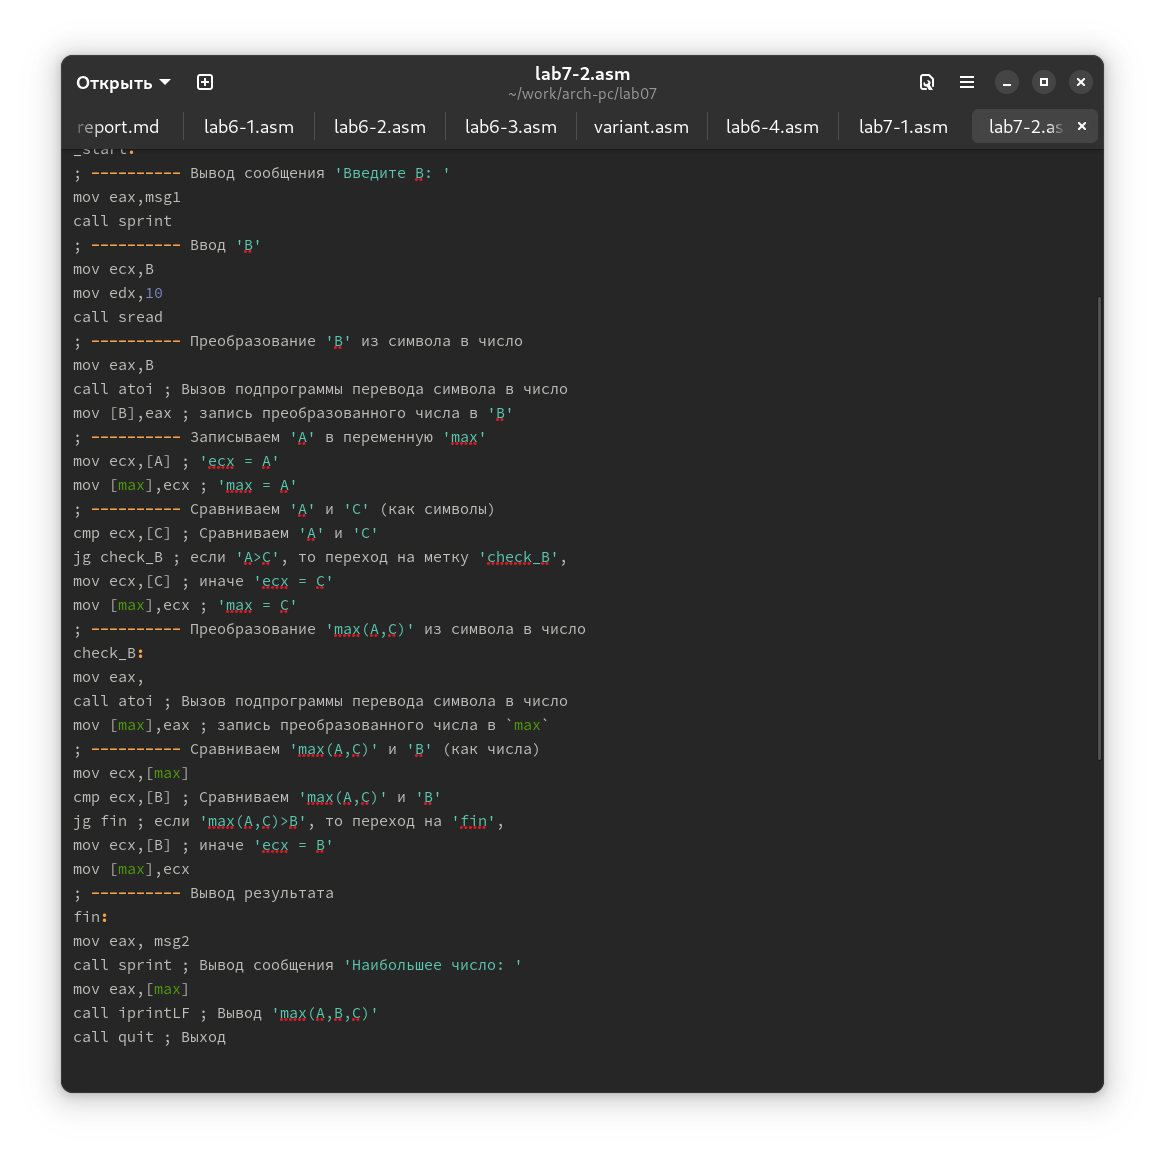 Открыть
lab7-2.asm
~/work/arch-pc/lab07
report.md lab6-1.asm lab6-2.asm lab6-3.asm variant.asm lab6-4.asm lab7-1.asm lab7-2.as
_start:
; ---------- Вывод сообщения 'Введите B: '
mov eax,msg1
call sprint
; ---------- Ввод 'B'
mov ecx,B
mov edx,10
call sread
; ---------- Преобразование 'B' из символа в число
mov eax,B
call atoi ; Вызов подпрограммы перевода символа в число
mov [B],eax ; запись преобразованного числа в 'B'
; ---------- Записываем 'A' в переменную 'max'
mov ecx,[A] ; 'ecx = A'
mov [max],ecx ; 'max = A'
; ---------- Сравниваем 'A' и 'С' (как символы)
cmp ecx,[C] ; Сравниваем 'A' и 'С'
jg check_B ; если 'A>C', то переход на метку 'check_B',
mov ecx,[C] ; иначе 'ecx = C'
mov [max],ecx ; 'max = C'
; ---------- Преобразование 'max(A,C)' из символа в число
check_B:
mov eax,
call atoi ; Вызов подпрограммы перевода символа в число
mov [max],eax ; запись преобразованного числа в `max`
; ---------- Сравниваем 'max(A,C)' и 'B' (как числа)
mov ecx,[max]
cmp ecx,[B] ; Сравниваем 'max(A,C)' и 'B'
jg fin ; если 'max(A,C)>B', то переход на 'fin',
mov ecx,[B] ; иначе 'ecx = B'
mov [max],ecx
; ---------- Вывод результата
fin:
mov eax, msg2
call sprint ; Вывод сообщения 'Наибольшее число: '
mov eax,[max]
call iprintLF ; Вывод 'max(A,B,C)'
call quit ; Выход